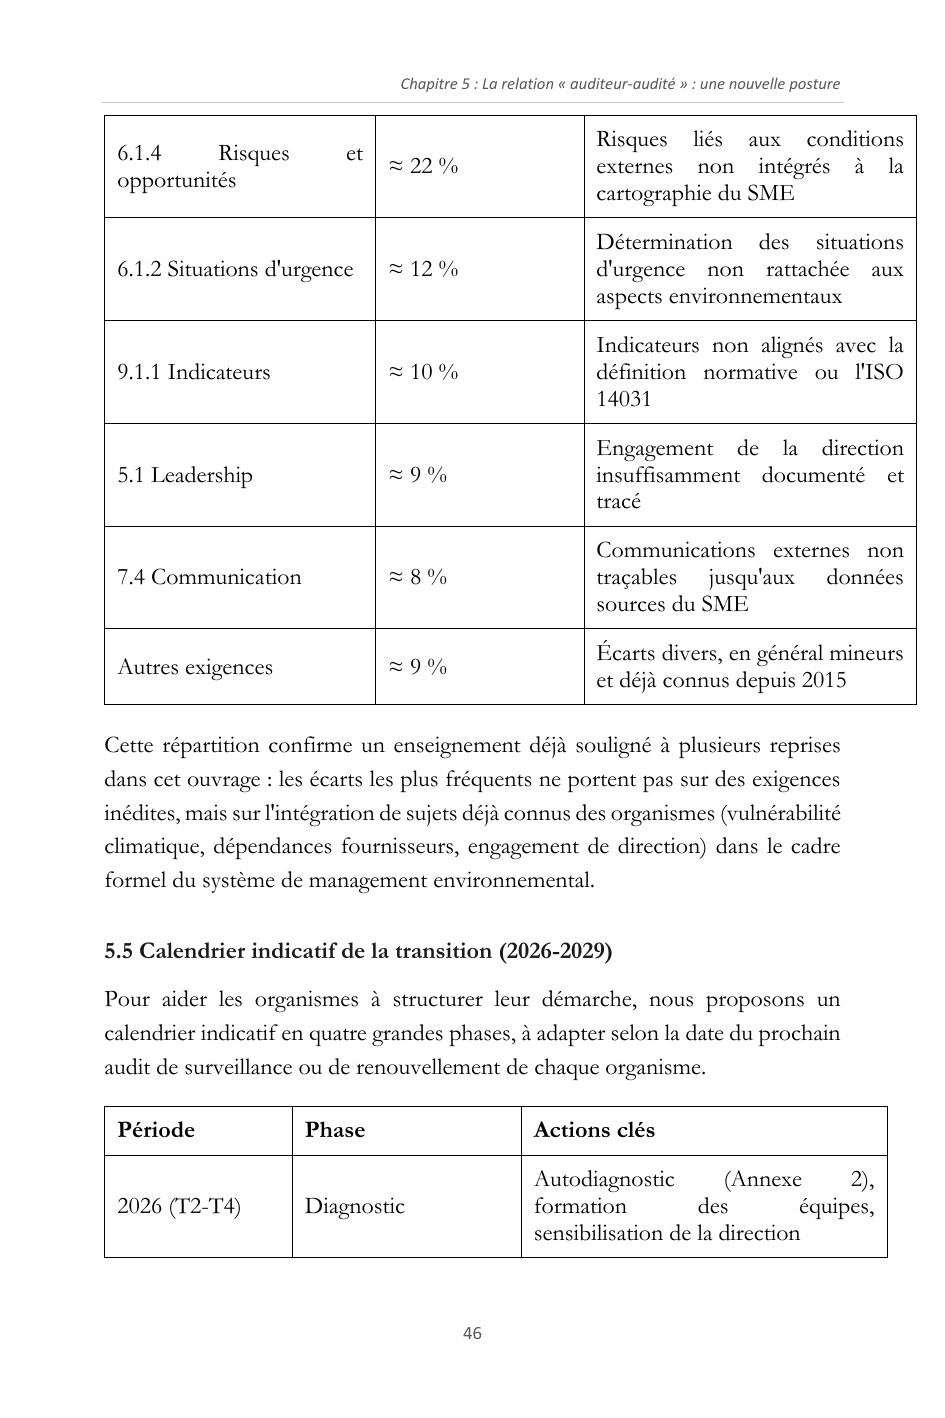 Chapitre 5 : La relation « auditeur-audité » : une nouvelle posture
6.1.4 Risques et
opportunités
≈ 22 %
Risques liés aux conditions
externes non intégrés à la
cartographie du SME
6.1.2 Situations d'urgence
≈ 12 %
Détermination des situations
d'urgence non rattachée aux
aspects environnementaux
9.1.1 Indicateurs
≈ 10 %
Indicateurs non alignés avec la
définition normative ou l'ISO
14031
5.1 Leadership
≈ 9 %
Engagement de la direction
insuffisamment documenté et
tracé
7.4 Communication
≈ 8 %
Communications externes non
traçables jusqu'aux données
sources du SME
Autres exigences
≈ 9 %
Écarts divers, en général mineurs
et déjà connus depuis 2015
Cette répartition confirme un enseignement déjà souligné à plusieurs reprises
dans cet ouvrage : les écarts les plus fréquents ne portent pas sur des exigences
inédites, mais sur l'intégration de sujets déjà connus des organismes (vulnérabilité
climatique, dépendances fournisseurs, engagement de direction) dans le cadre
formel du système de management environnemental.
5.5 Calendrier indicatif de la transition (2026-2029)
Pour aider les organismes à structurer leur démarche, nous proposons un
calendrier indicatif en quatre grandes phases, à adapter selon la date du prochain
audit de surveillance ou de renouvellement de chaque organisme.
Période
Phase
Actions clés
2026 (T2-T4)
Diagnostic
Autodiagnostic (Annexe 2),
formation des équipes,
sensibilisation de la direction
46